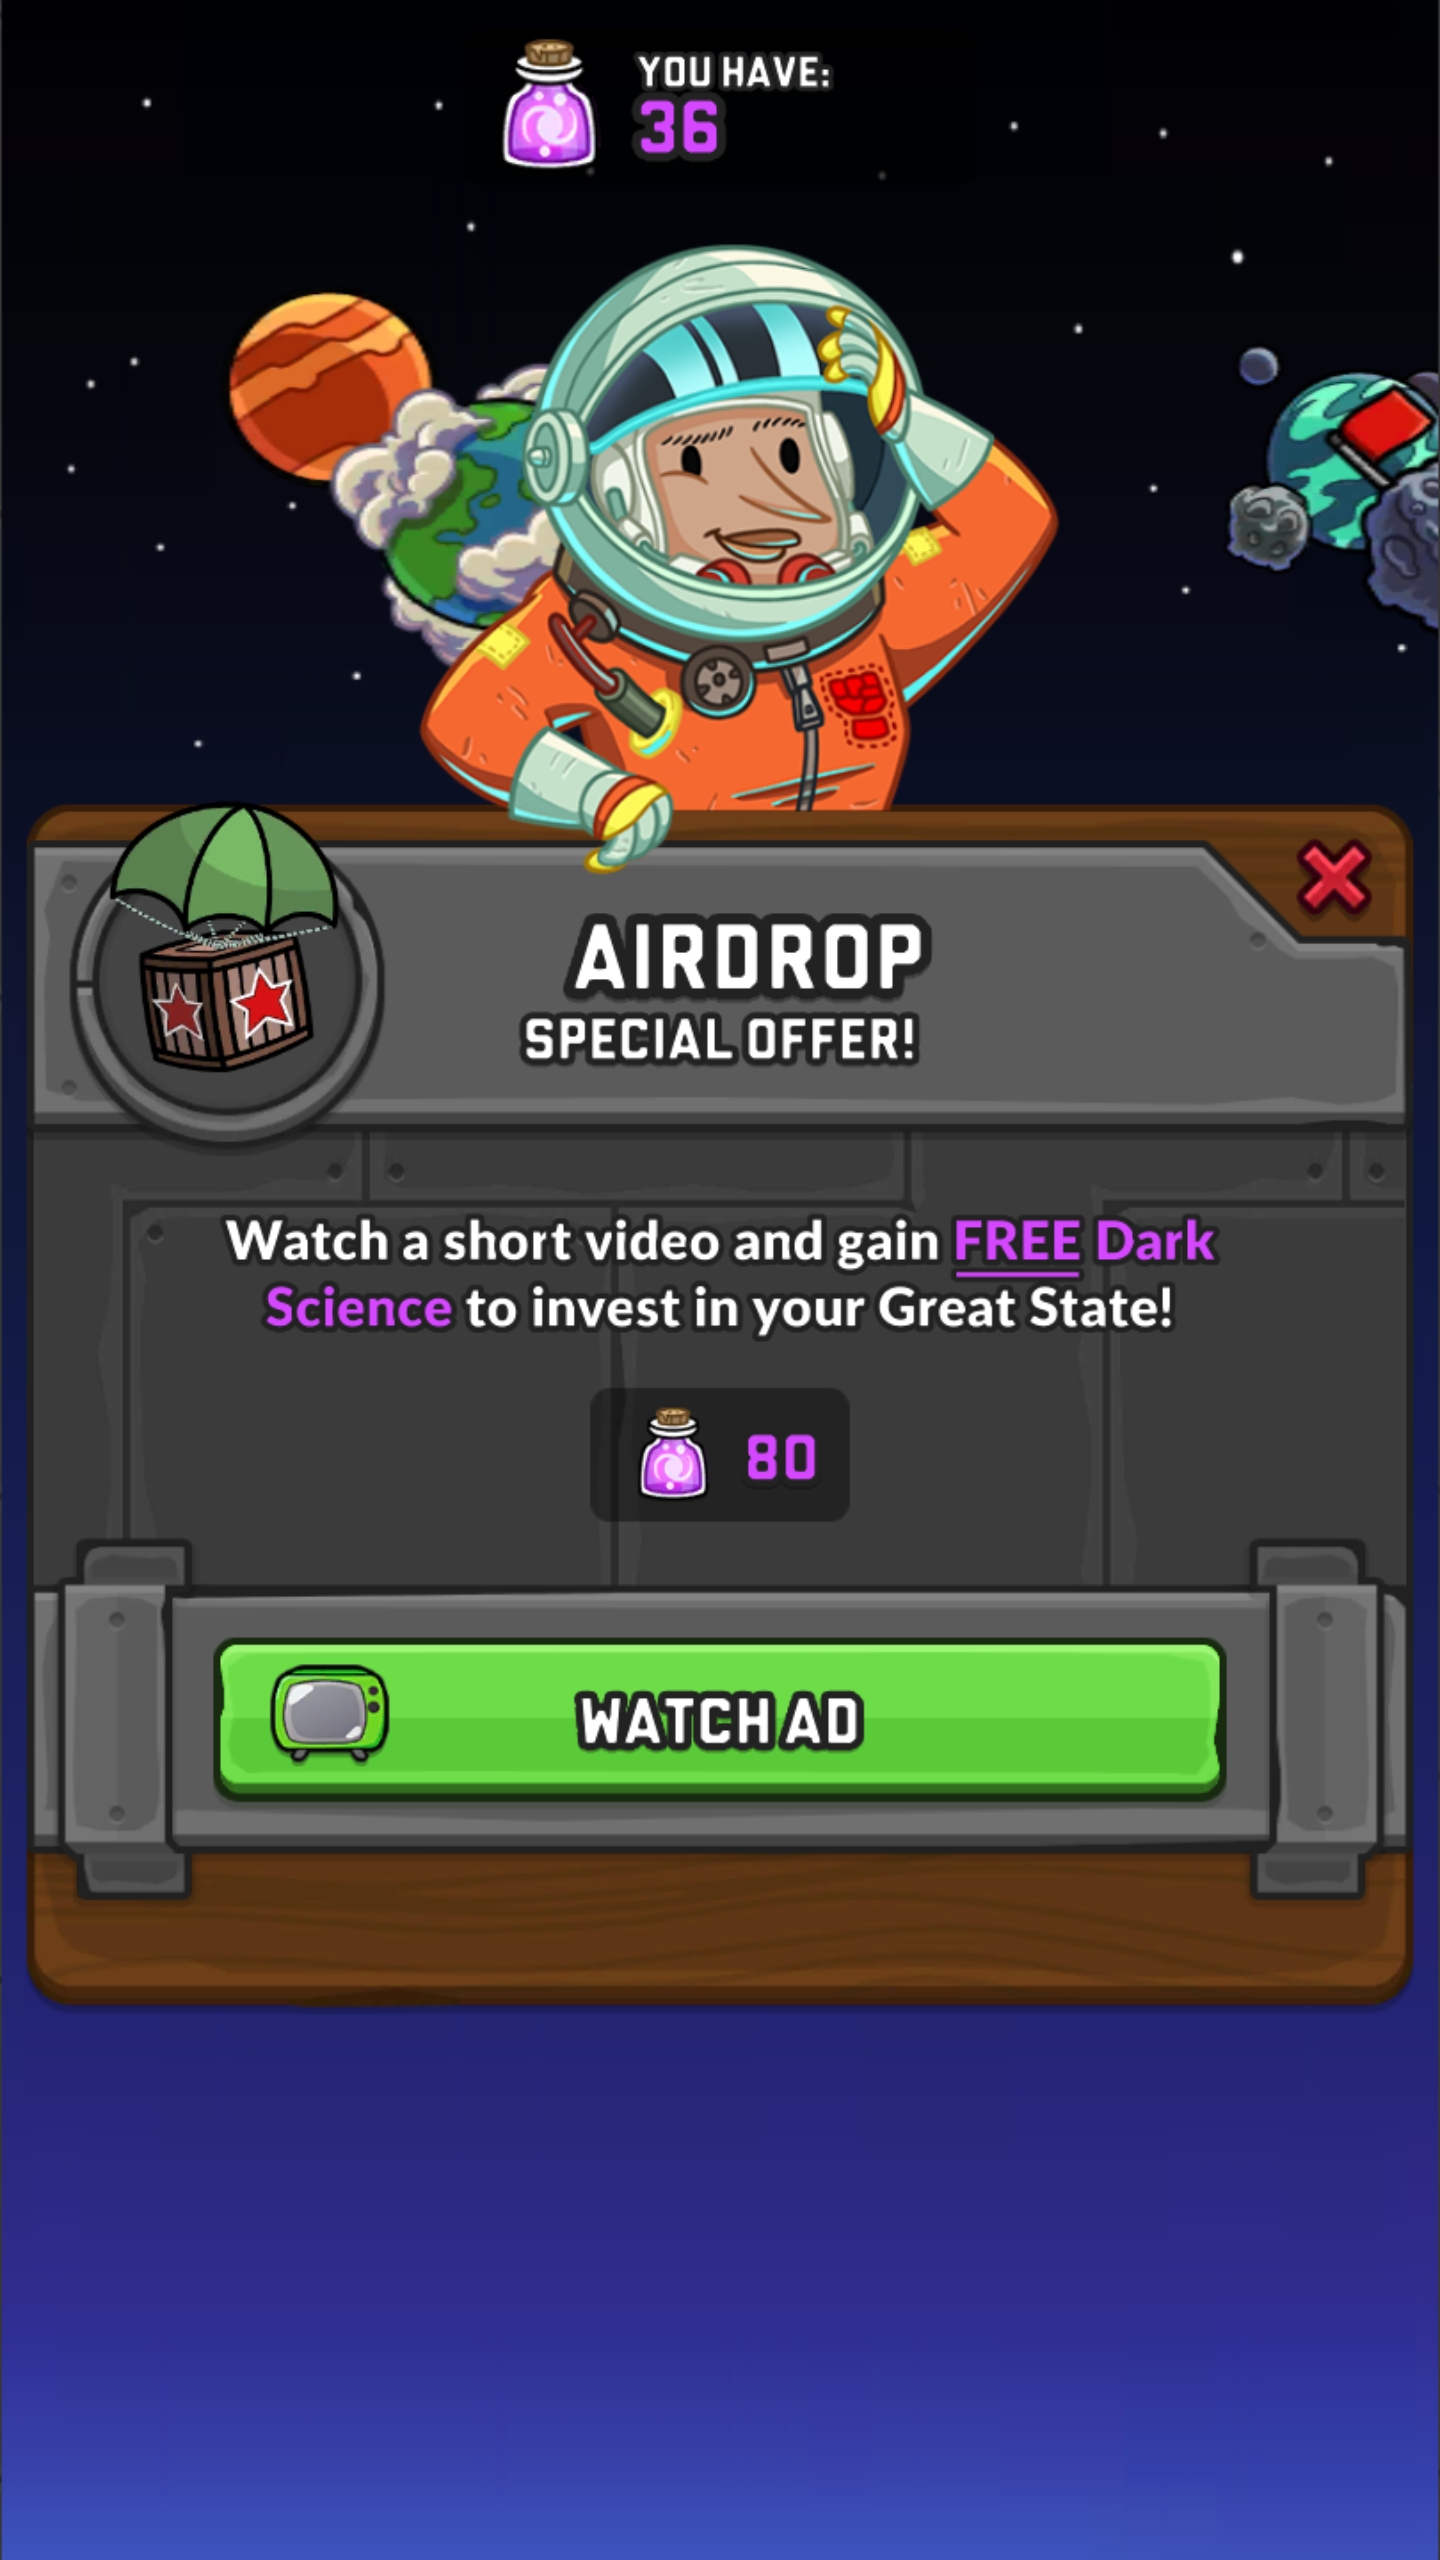 YOU HAVE:
36
AIRDROP
SPECIAL OFFER!
Watch a short video and gain FREE Dark
Science to invest in your Great State!
80
WATCH AD